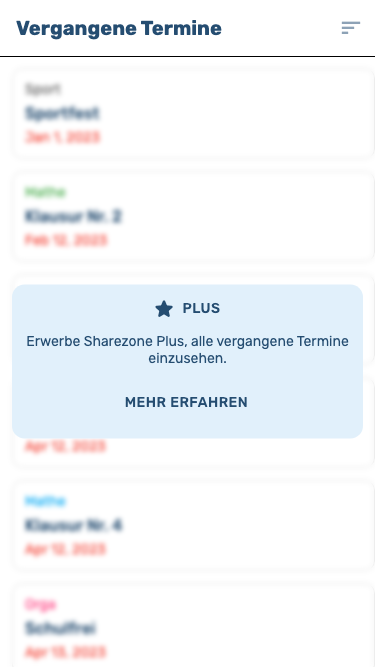 Vergangene Termine
Sport
Sportfest
Jan 1, 2023
Mathe
Klausur Nr. 2
Feb 12, 2023
PLUS
Erwerbe Sharezone Plus, alle vergangene Termine
einzusehen.
MEHR ERFAHREN
Apr 12, 2023
Mathe
Klausur Nr. 4
Apr 12, 2023
Orga
Schulfrei
Apr 13, 2023